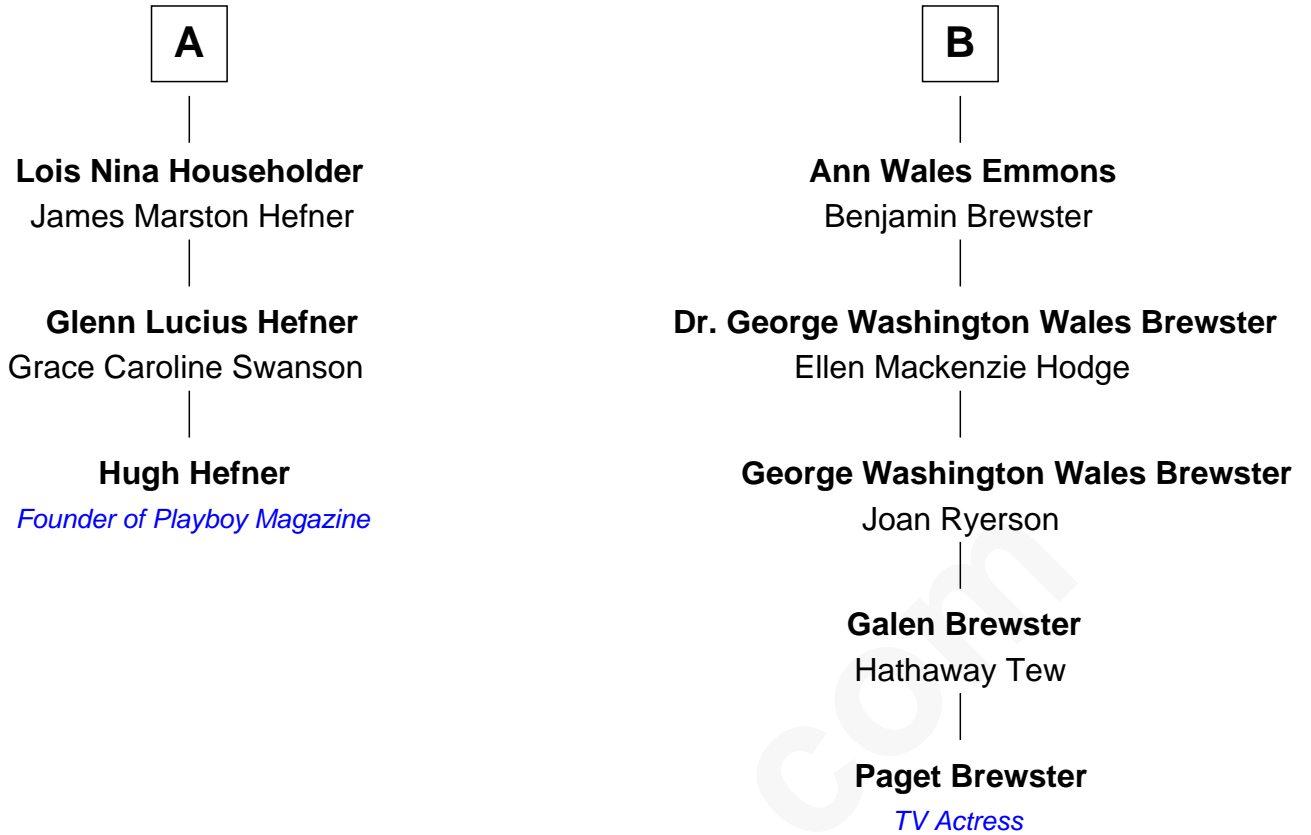 A
Lois Nina Householder
James Marston Hefner
Glenn Lucius Hefner
Grace Caroline Swanson
Hugh Hefner
Founder of Playboy Magazine
B
Ann Wales Emmons
Benjamin Brewster
Dr. George Washington Wales Brewster
Ellen Mackenzie Hodge
George Washington Wales Brewster
Joan Ryerson
Galen Brewster
Hathaway Tew
Paget Brewster
TV Actress
com